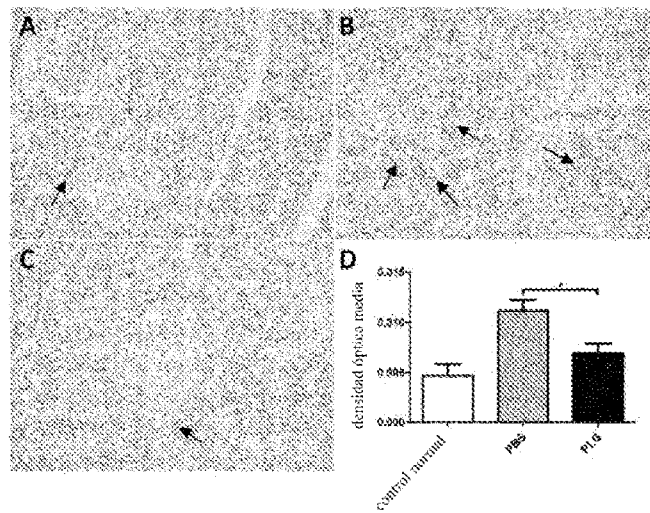 A
B
C
D
densidad óptica media
0.015
0.010
0.005
0.000
control normal
PBS
PLG